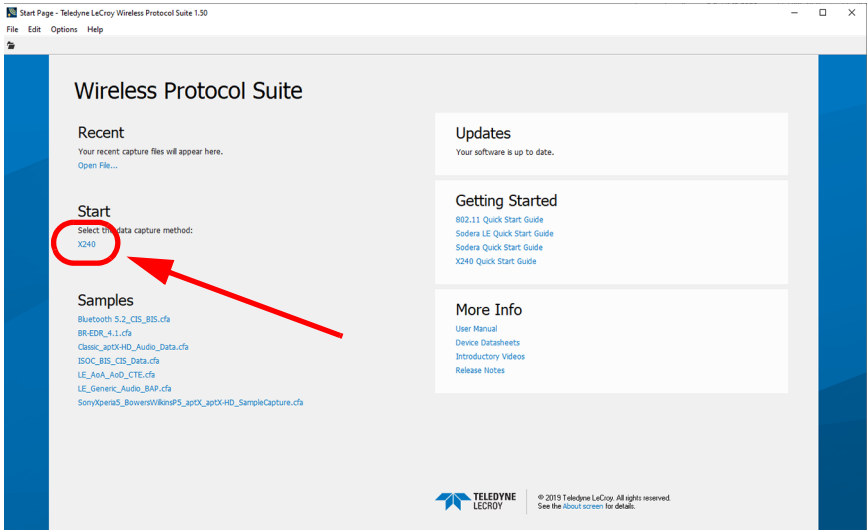 Start Page - Teledyne LeCroy Wireless Protocol Suite 1.50
File Edit Options Help
Wireless Protocol Suite
Recent
Your recent capture files will appear here.
Open File...
Start
Select the data capture method:
X240
Samples
Bluetooth 5.2_CIS_BIS.cfa
BR-EDR_4.1.cfa
Classic_aptX-HD_Audio_Data.cfa
ISOC_BIS_CIS_Data.cfa
LE_AoA_AoD_CTE.cfa
LE_Generic_Audio_BAP.cfa
SonyXperia5_BowersWilkinsP5_aptX_aptX-HD_SampleCapture.cfa
Updates
Your software is up to date.
Getting Started
802.11 Quick Start Guide
Sodera LE Quick Start Guide
Sodera Quick Start Guide
X240 Quick Start Guide
More Info
User Manual
Device Datasheets
Introductory Videos
Release Notes
TELEDYNE
LECROY
© 2019 Teledyne LeCroy. All rights reserved.
See the About screen for details.